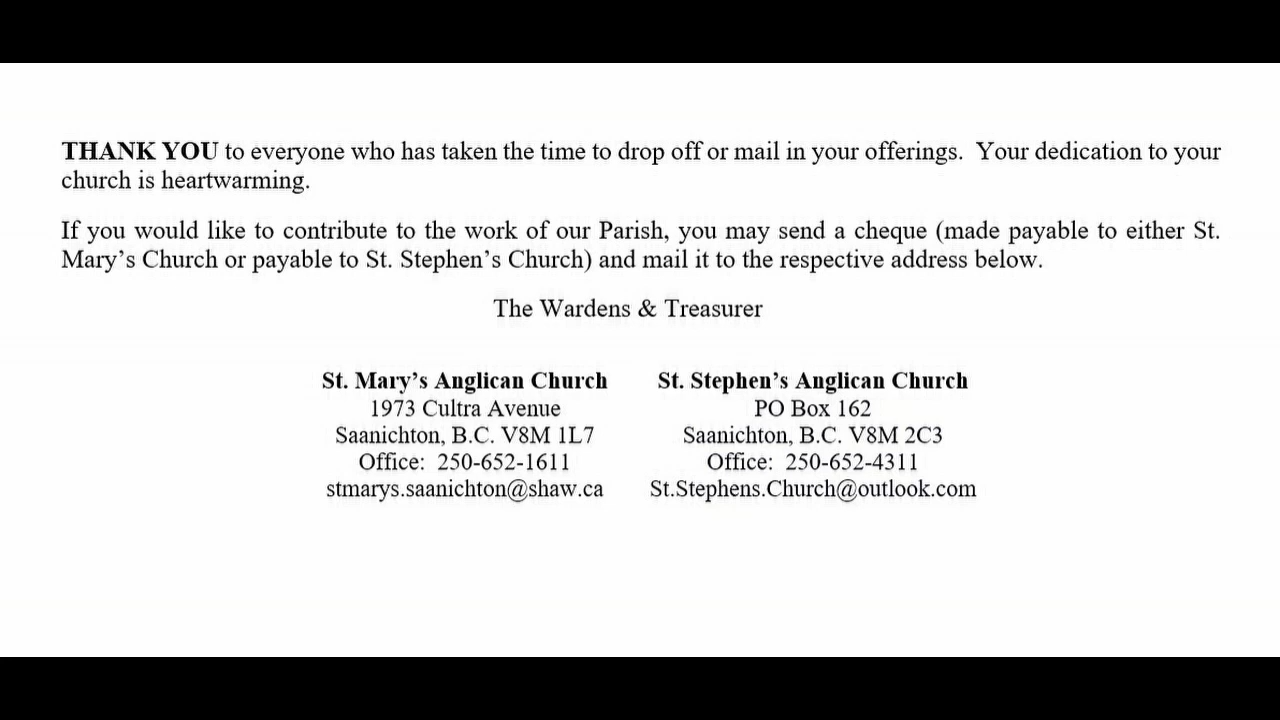 THANK YOU to everyone who has taken the time to drop off or mail in your offerings.  Your dedication to your
church is heartwarming.
If you would like to contribute to the work of our Parish, you may send a cheque (made payable to either St.
Mary’s Church or payable to St. Stephen’s Church) and mail it to the respective address below.
The Wardens & Treasurer
St. Mary’s Anglican Church
1973 Cultra Avenue
Saanichton, B.C. V8M 1L7
Office:  250-652-1611
stmarys.saanichton@shaw.ca
St. Stephen’s Anglican Church
PO Box 162
Saanichton, B.C. V8M 2C3
Office:  250-652-4311
St.Stephens.Church@outlook.com